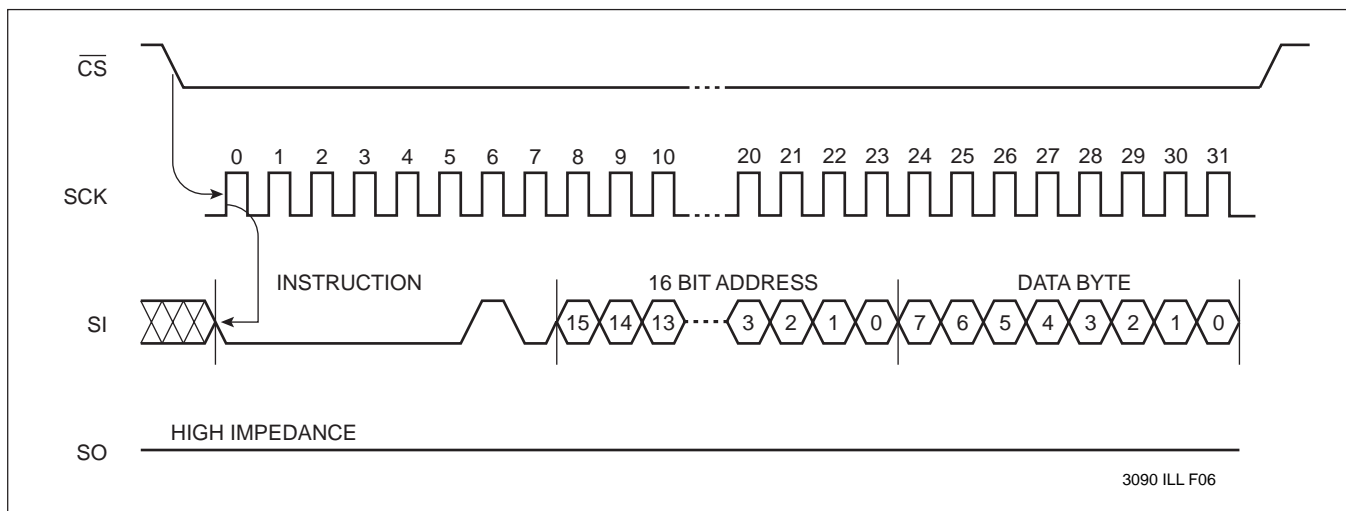 CS
0 1 2 3 4 5 6 7 8 9 10 20 21 22 23 24 25 26 27 28 29 30 31
SCK
INSTRUCTION 16 BIT ADDRESS DATA BYTE
SI 15 14 13 3 2 1 0 7 6 5 4 3 2 1 0
HIGH IMPEDANCE
SO
3090 ILL F06